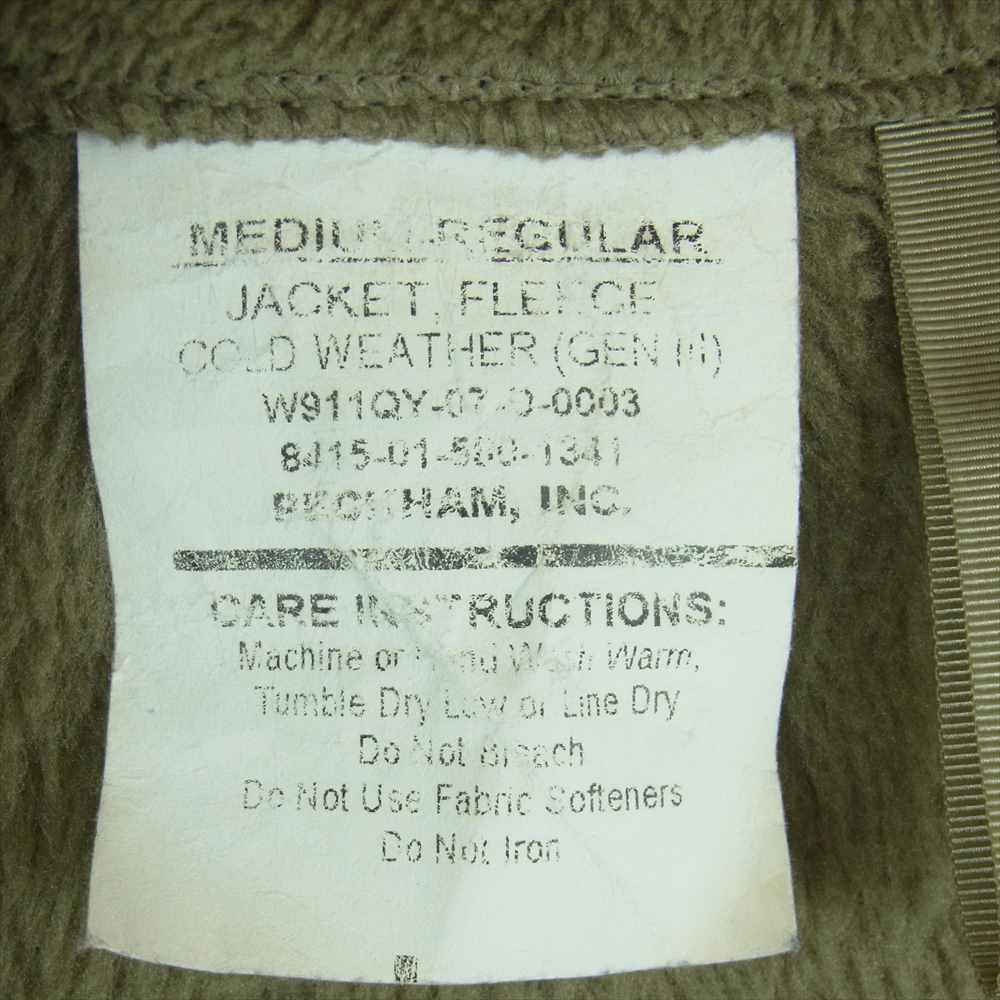 MEDIUM-REGULAR
JACKET, FLEECE
COLD WEATHER (GEN III)
BECKHAM, INC.
CARE INSTRUCTIONS:
Machine or Hand Wash Warm,
Tumble Dry Low or Line Dry
Do Not Bleach
Do Not Use Fabric Softeners
Do Not Iron